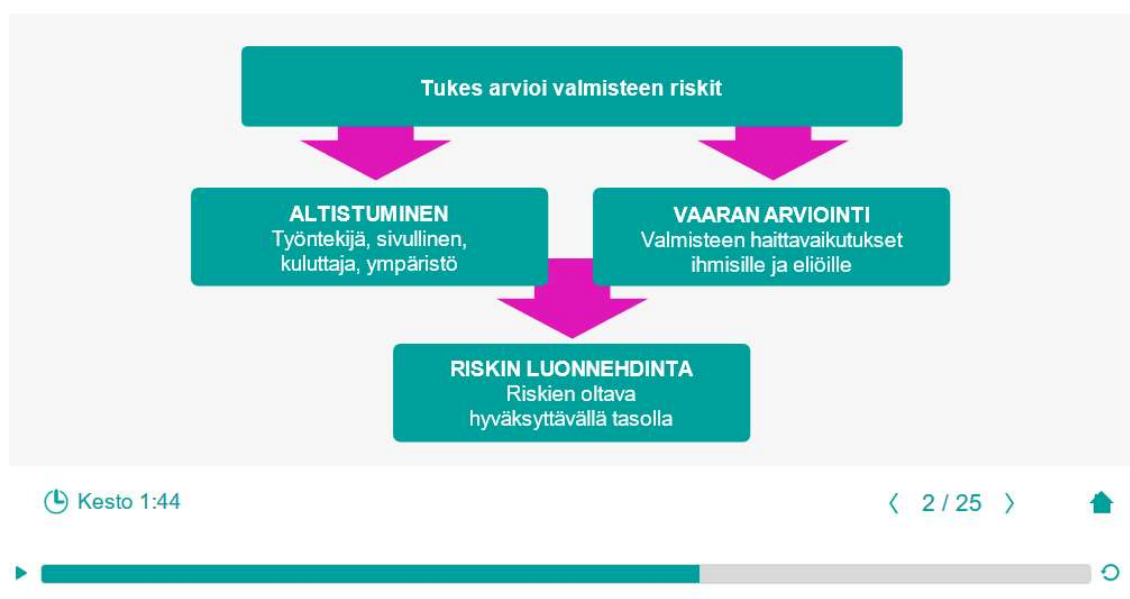 Tukes arvioi valmisteen riskit
ALTISTUMINEN
Työntekijä, sivullinen,
kuluttaja, ympäristö
VAARAN ARVIOINTI
Valmisteen haittavaikutukset
ihmisille ja eliöille
RISKIN LUONNEHDINTA
Riskien oltava
hyväksyttävällä tasolla
Kesto 1:44
2 / 25